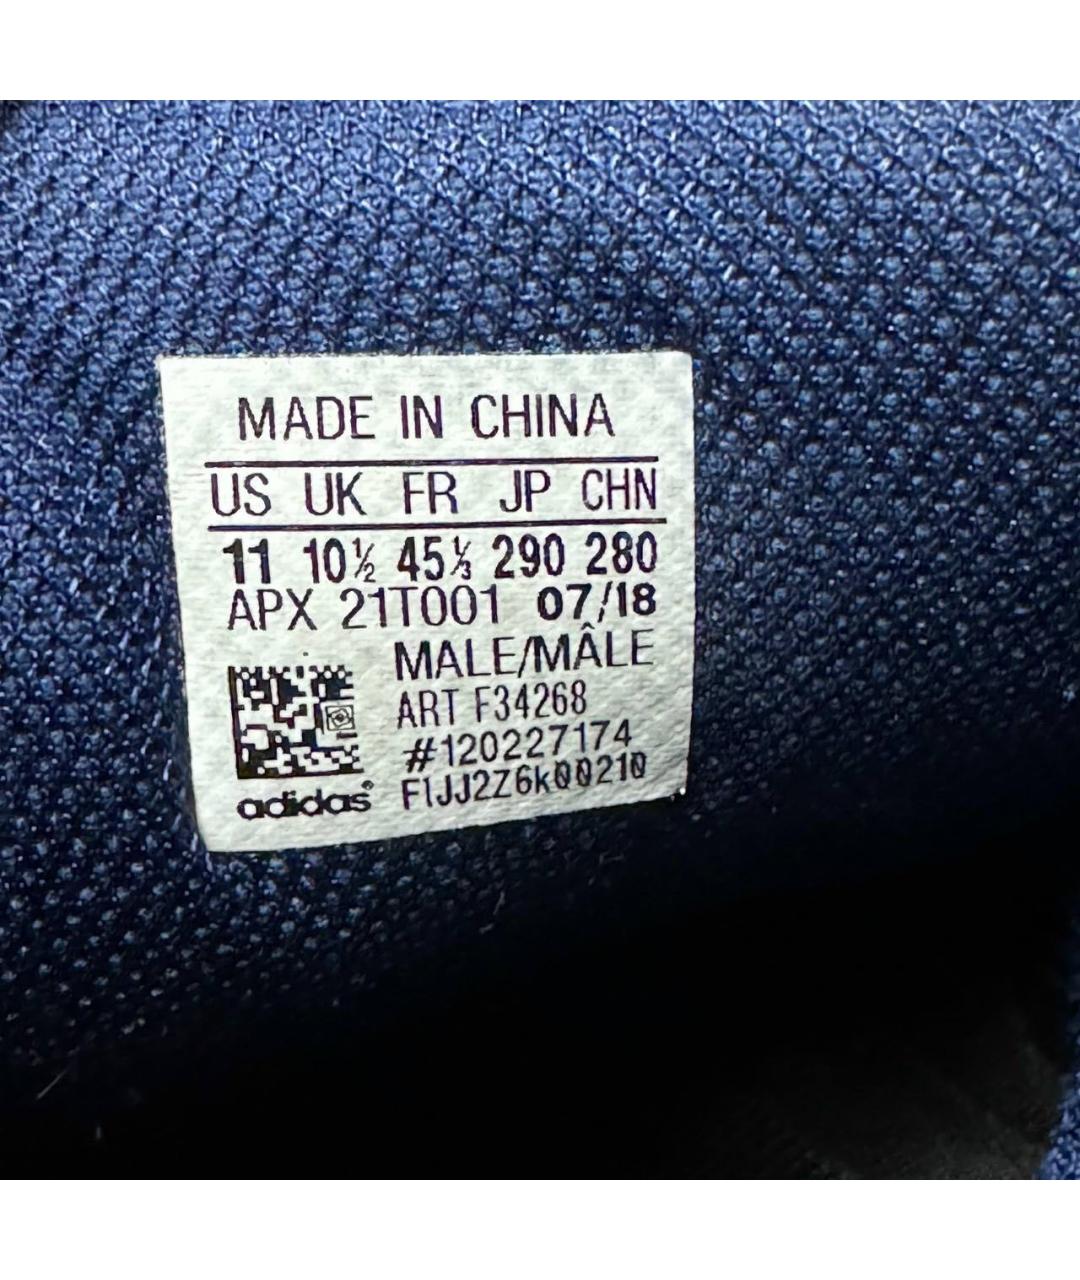 MADE IN CHINA
US UK FR JP CHN
11 10½ 45⅓ 290 280
APX 21T001 07/18
MALE/MÂLE
ART F34268
#120227174
F1JJ2Z6K00210
adidas®